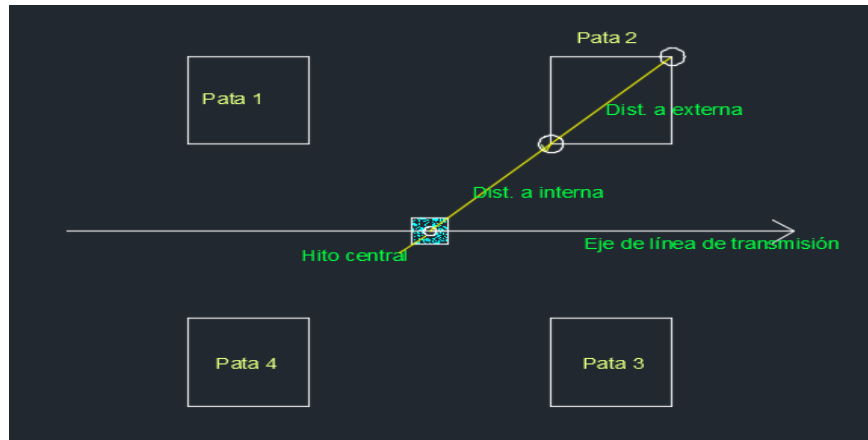 Pata 2
Pata 1
Dist. a externa
Dist. a interna
Eje de línea de transmisión
Hito central
Pata 4
Pata 3